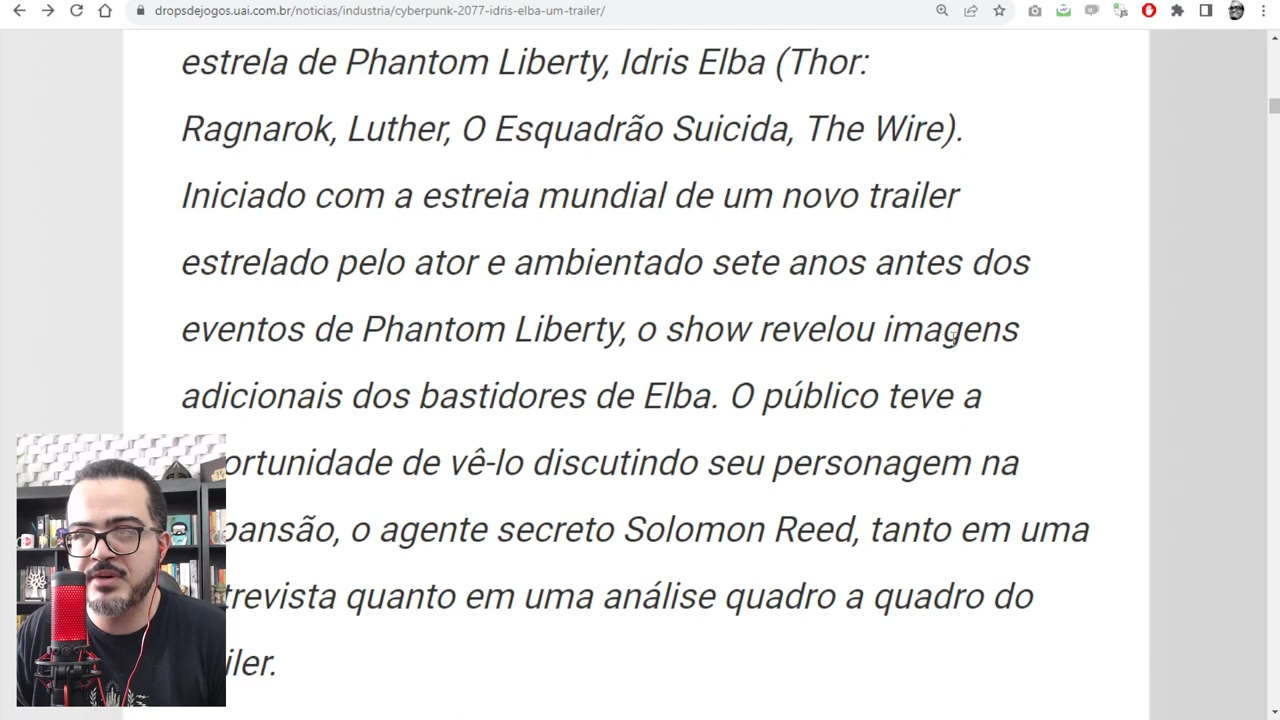 dropsdejogos.uai.com.br/noticias/industria/cyberpunk-2077-idris-elba-um-trailer/
estrela de Phantom Liberty, Idris Elba (Thor:
Ragnarok, Luther, O Esquadrão Suicida, The Wire).
Iniciado com a estreia mundial de um novo trailer
estrelado pelo ator e ambientado sete anos antes dos
eventos de Phantom Liberty, o show revelou imagens
adicionais dos bastidores de Elba. O público teve a
ortunidade de vê-lo discutindo seu personagem na
pansão, o agente secreto Solomon Reed, tanto em uma
trevista quanto em uma análise quadro a quadro do
iler.